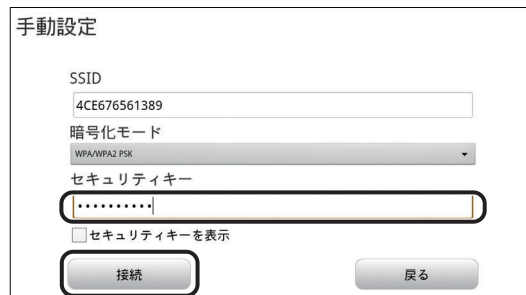 手動設定
SSID
4CE676561389
暗号化モード
WPA/WPA2 PSK
セキュリティキー
••••••••••
セキュリティキーを表示
接続
戻る